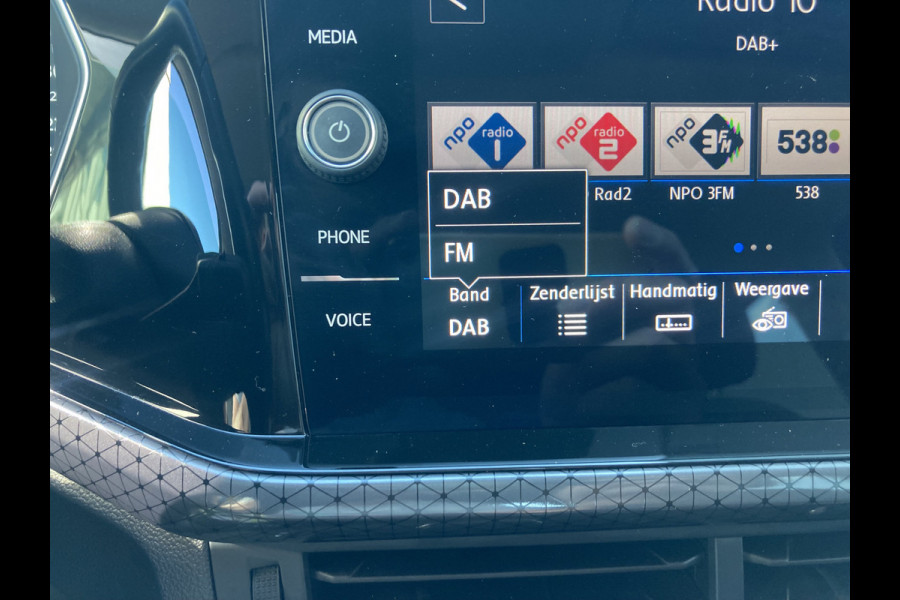 Radio 10
MEDIA
DAB+
npo radio 1
npo radio 2
npo 3FM
538
DAB
Rad2
NPO 3FM
538
PHONE
FM
Band
Zenderlijst
Handmatig
Weergave
VOICE
DAB